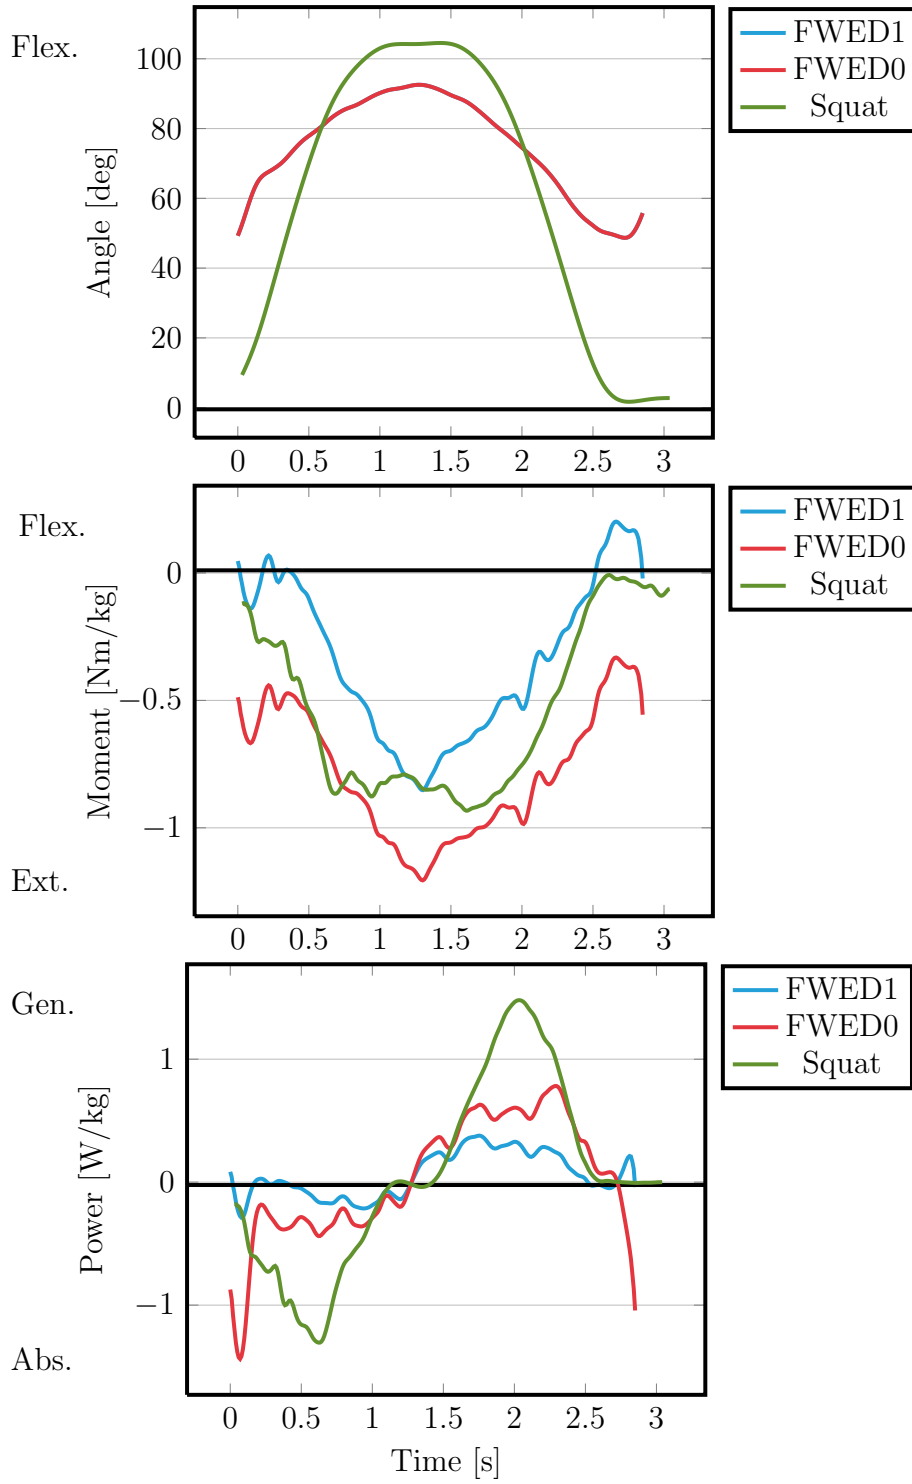 Flex.
FWED1
FWED0
Squat
100
80
60
40
20
0
Angle [deg]
0 0.5 1 1.5 2 2.5 3
Flex.
FWED1
FWED0
Squat
0
−0.5
−1
Moment [Nm/kg]
Ext.
0 0.5 1 1.5 2 2.5 3
Gen.
FWED1
FWED0
Squat
1
0
−1
Power [W/kg]
Abs.
0 0.5 1 1.5 2 2.5 3
Time [s]